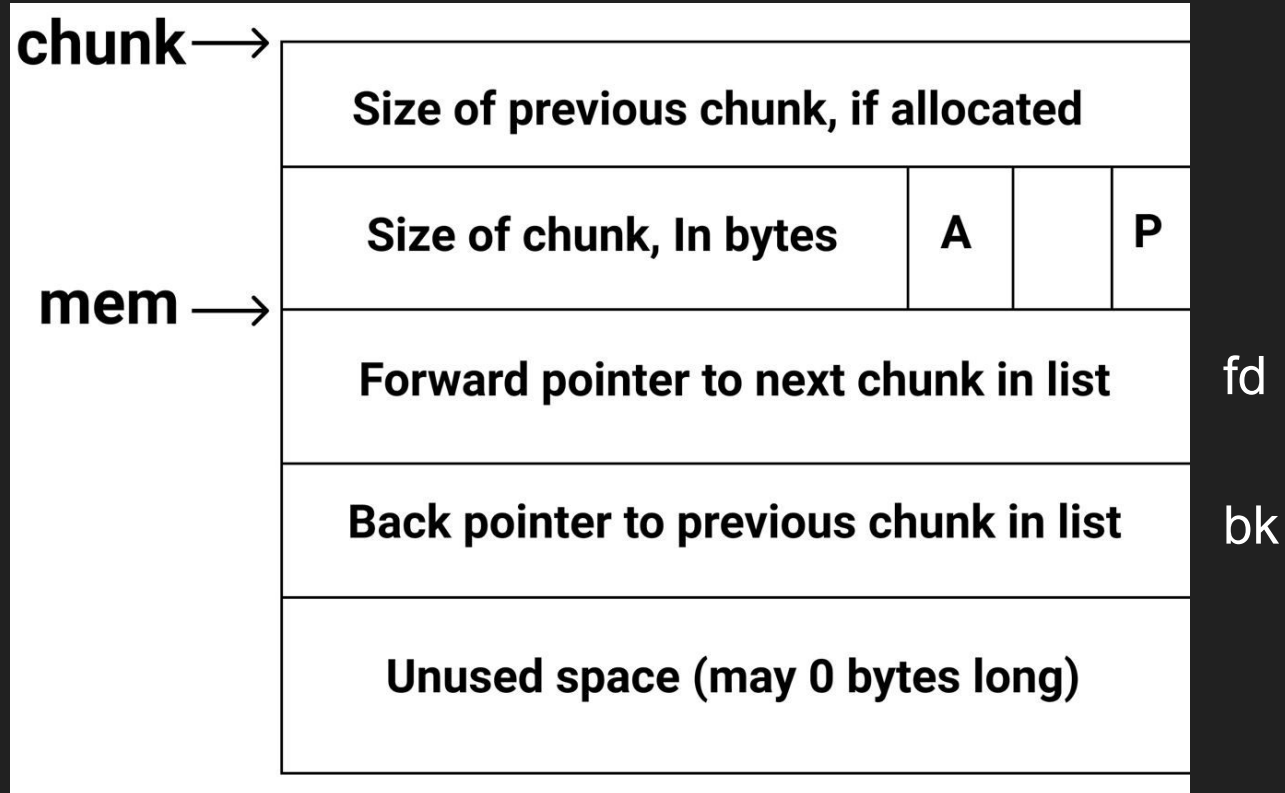 chunk
Size of previous chunk, if allocated
Size of chunk, In bytes A P
mem
Forward pointer to next chunk in list fd
Back pointer to previous chunk in list bk
Unused space (may 0 bytes long)